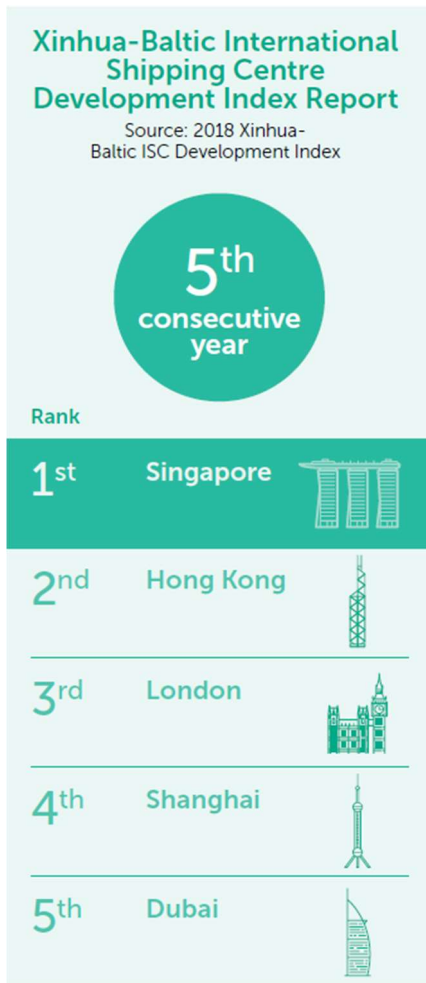 Xinhua-Baltic International
Shipping Centre
Development Index Report
Source: 2018 Xinhua-
Baltic ISC Development Index
5th
consecutive
year
Rank
1st Singapore
2nd Hong Kong
3rd London
4th Shanghai
5th Dubai